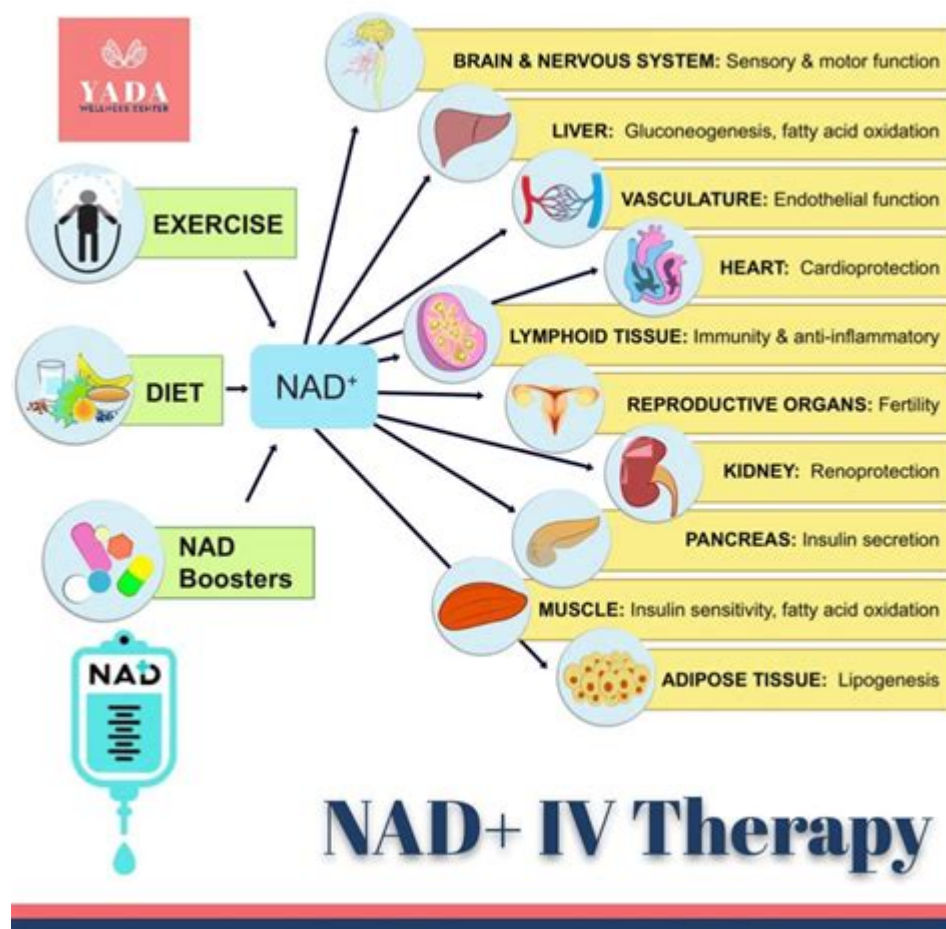 YADA
WELLNESS CENTER
EXERCISE
DIET
NAD
Boosters
NAD+
BRAIN & NERVOUS SYSTEM: Sensory & motor function
LIVER: Gluconeogenesis, fatty acid oxidation
VASCULATURE: Endothelial function
HEART: Cardioprotection
LYMPHOID TISSUE: Immunity & anti-inflammatory
REPRODUCTIVE ORGANS: Fertility
KIDNEY: Renoprotection
PANCREAS: Insulin secretion
MUSCLE: Insulin sensitivity, fatty acid oxidation
ADIPOSE TISSUE: Lipogenesis
NAD+
NAD+ IV Therapy